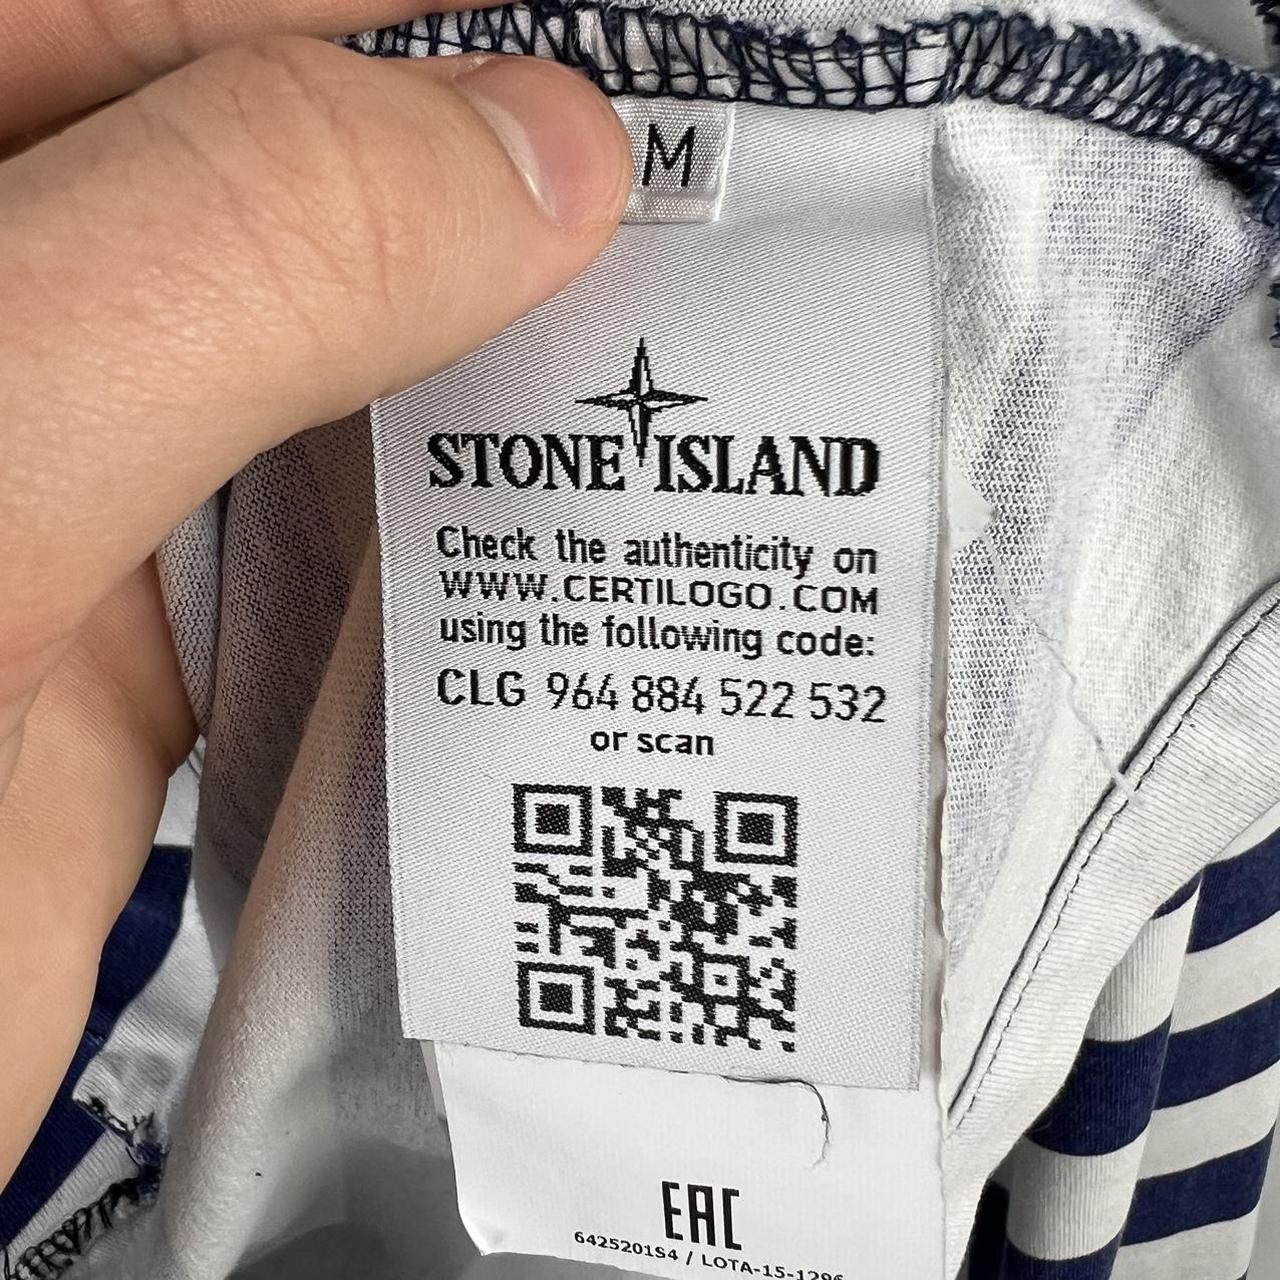 M
STONE ISLAND
Check the authenticity on
WWW.CERTILOGO.COM
using the following code:
CLG 964 884 522 532
or scan
EAC
6425201S4 / LOTA-15-1296